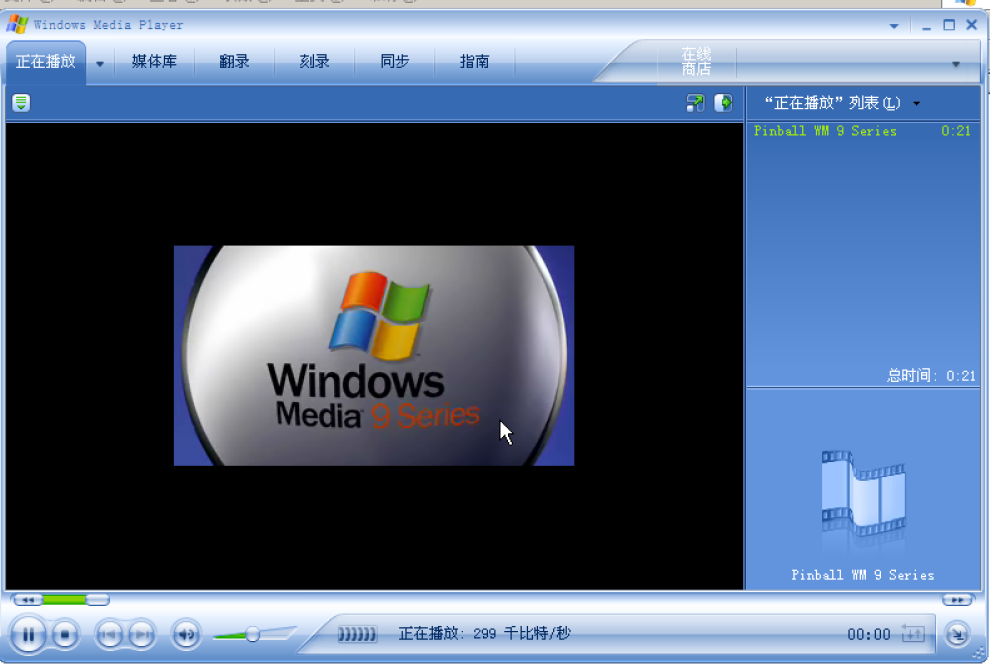 Windows Media Player
正在播放
媒体库
翻录
刻录
同步
指南
在线
商店
“正在播放”列表(L)
Pinball WM 9 Series 0:21
Windows
Media 9 Series
总时间: 0:21
Pinball WM 9 Series
正在播放: 299 千比特/秒
00:00